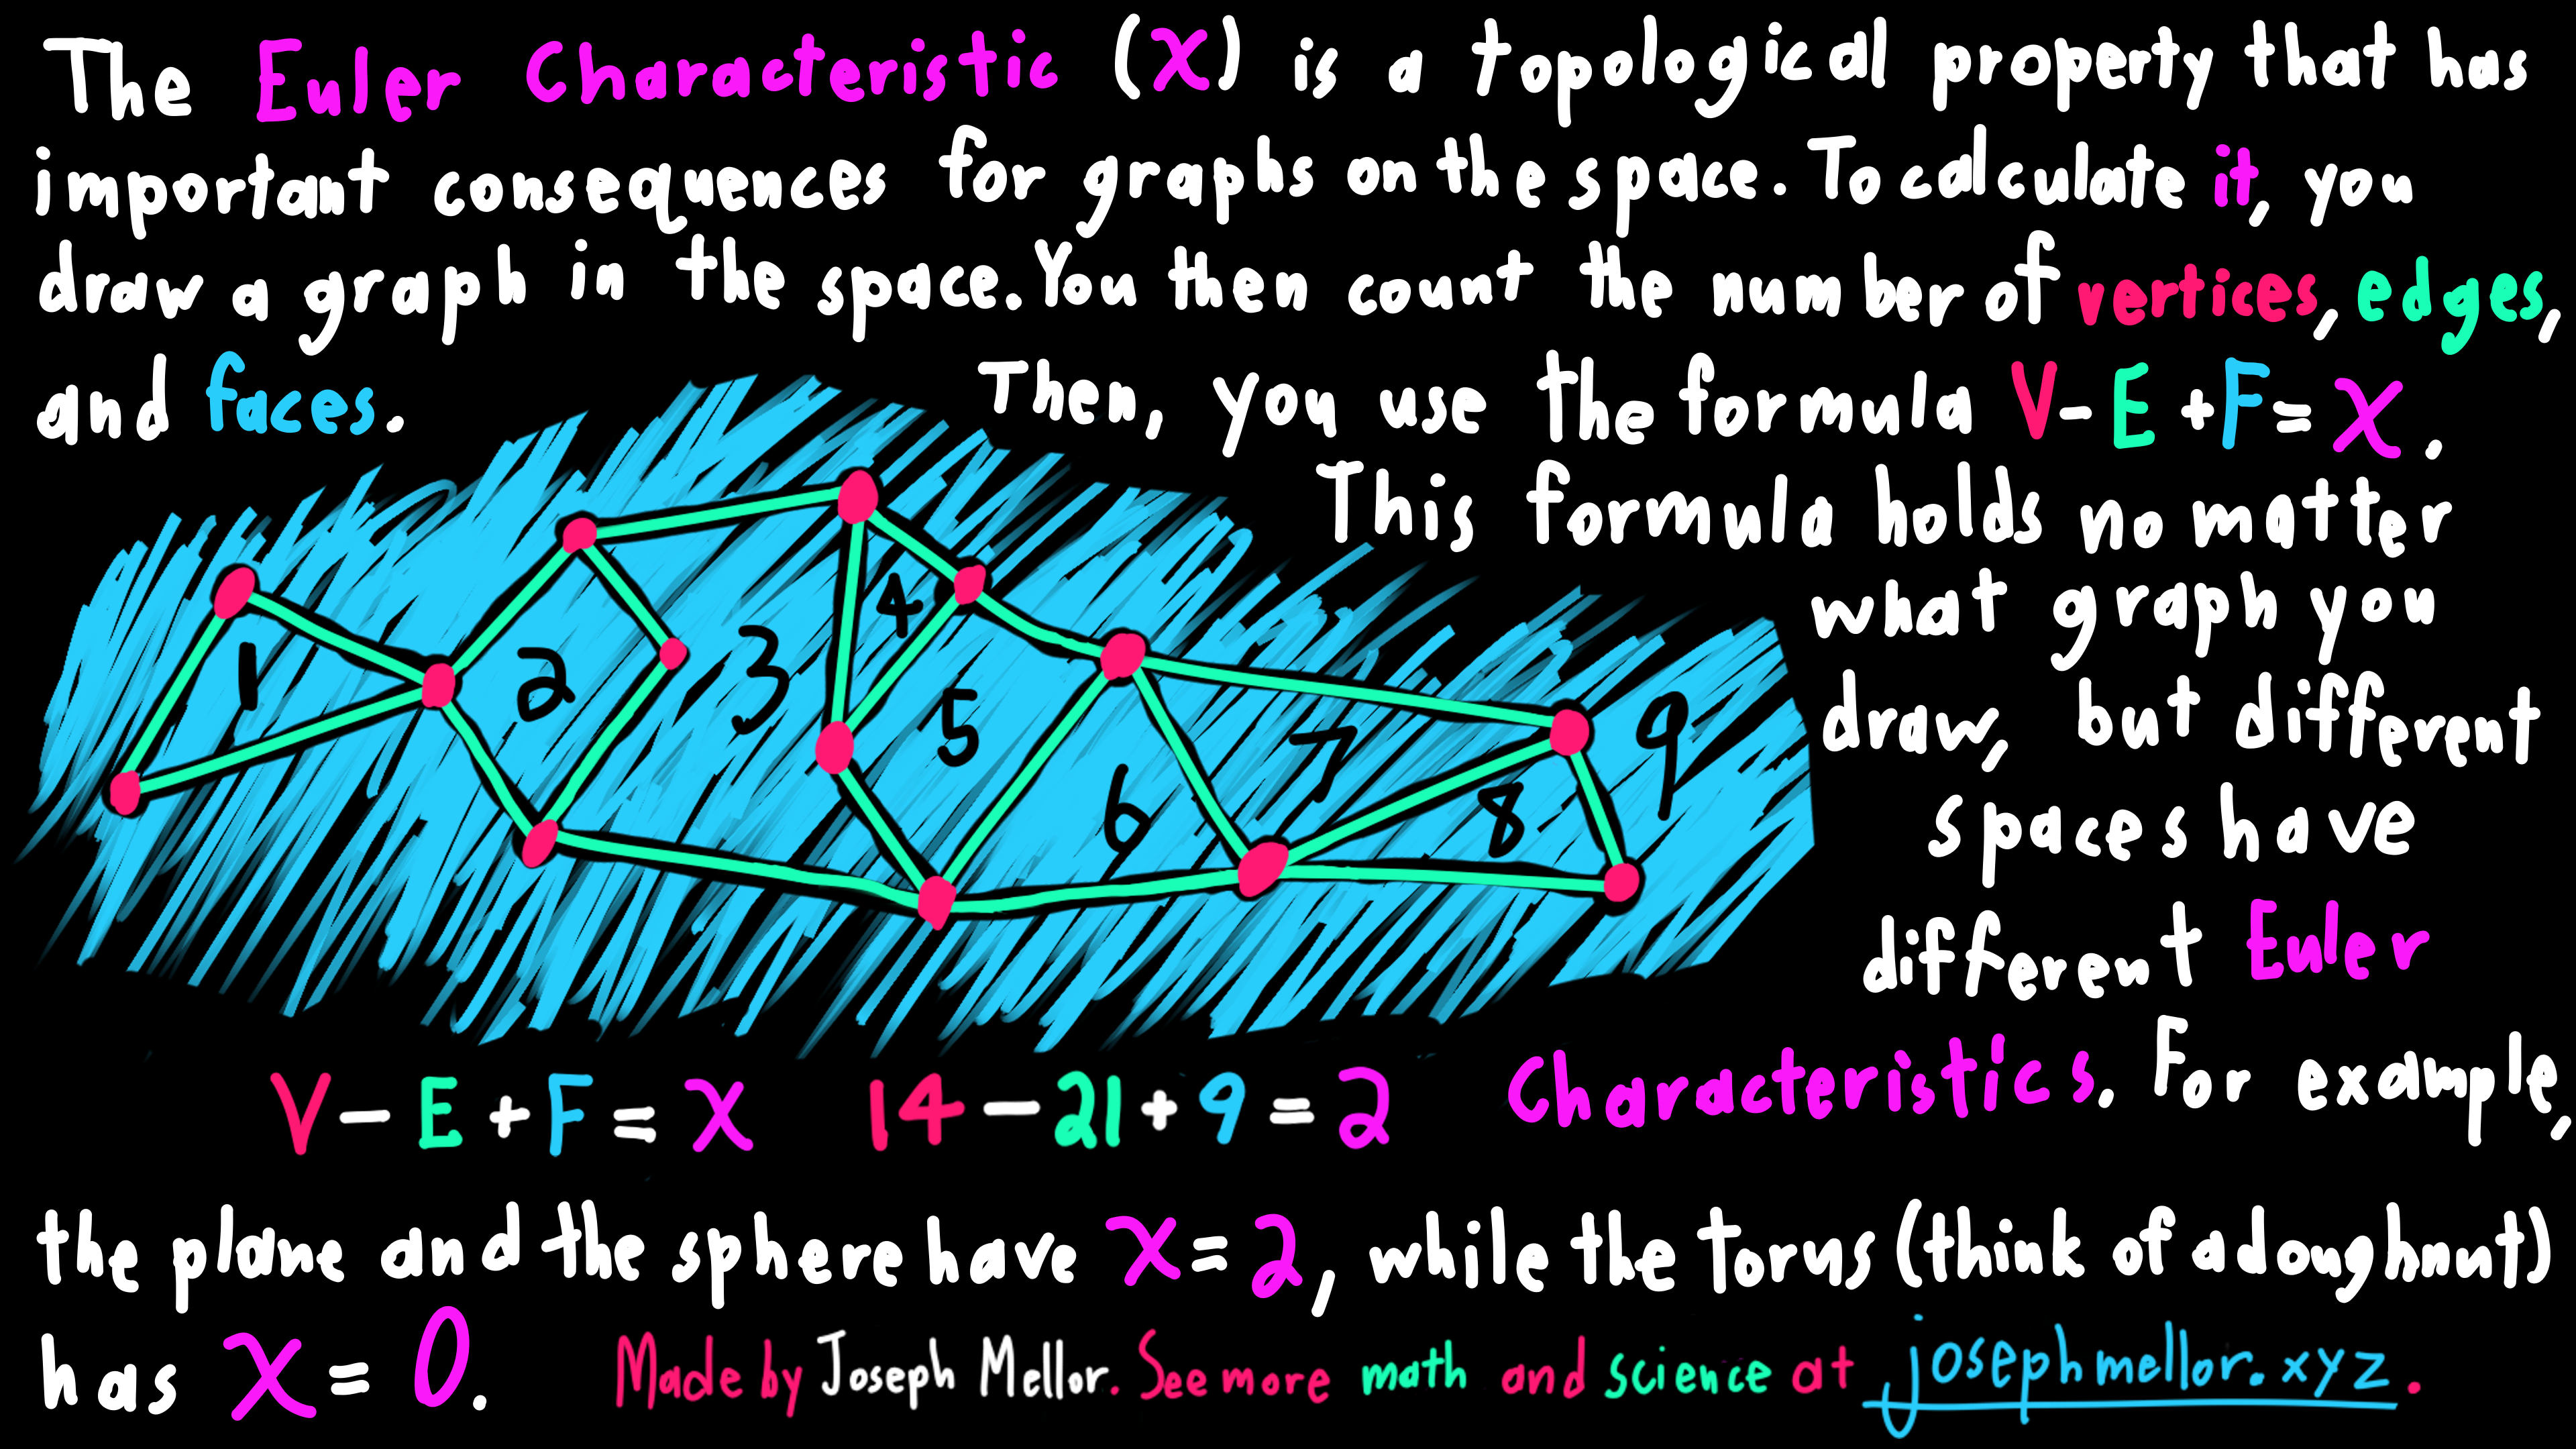 The Euler Characteristic (χ) is a topological property that has
important consequences for graphs on the space. To calculate it, you
draw a graph in the space. You then count the number of vertices, edges,
and faces. Then, you use the formula V-E+F=χ.
This formula holds no matter
what graph you
draw, but different
spaces have
different Euler
1
2
3
4
5
6
7
8
9
V-E+F=χ 14-21+9=2
Characteristics. For example,
the plane and the sphere have χ=2, while the torus (think of a doughnut)
has χ=0. Made by Joseph Mellor. See more math and science at josephmellor.xyz.